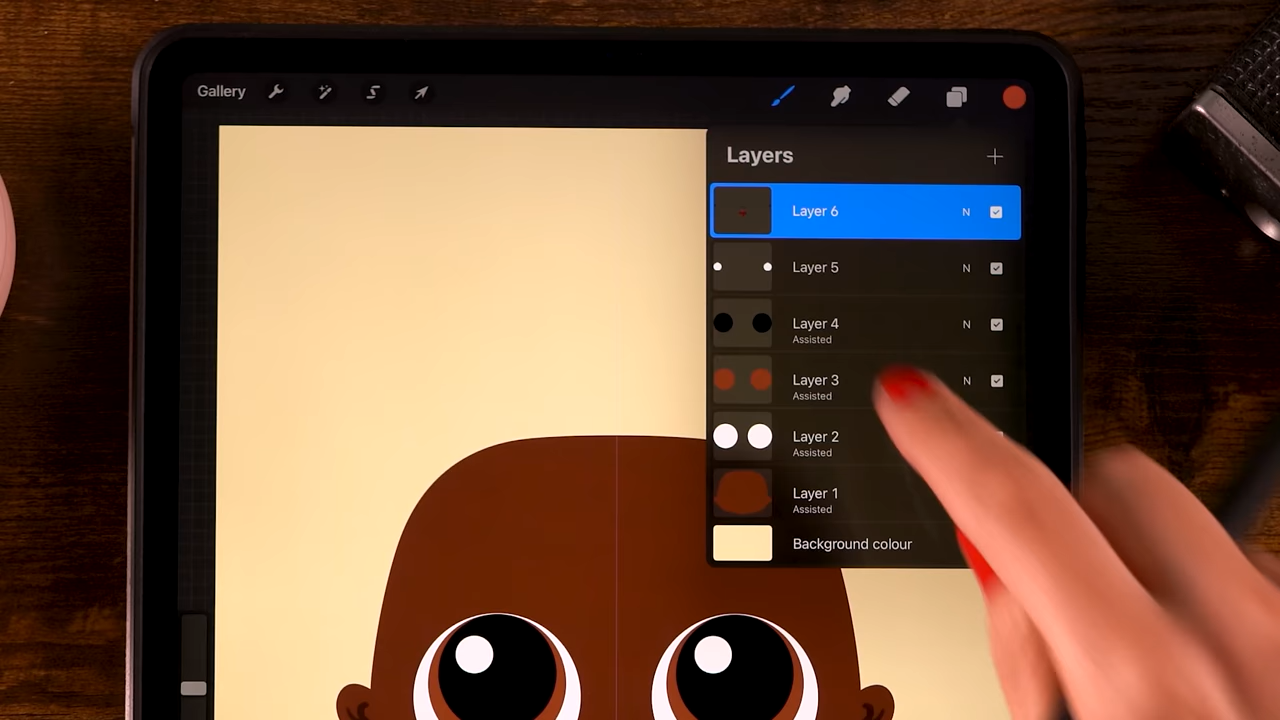 Gallery
Layers
Layer 6 N
Layer 5 N
Layer 4 N
Assisted
Layer 3 N
Assisted
Layer 2
Assisted
Layer 1
Assisted
Background colour